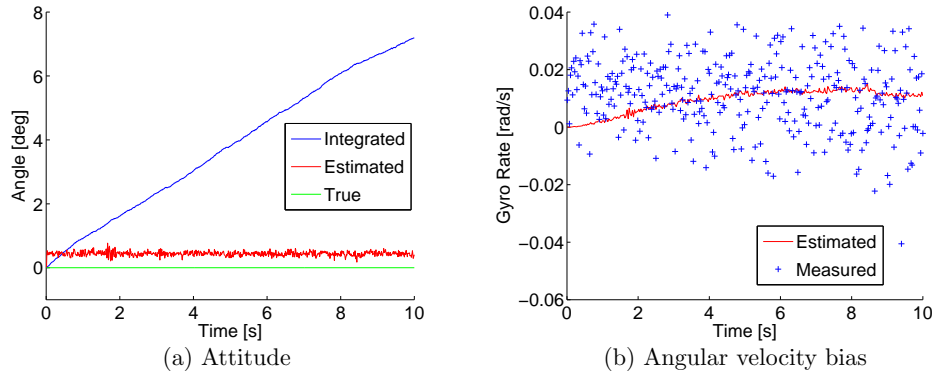 8
6
4
2
0
0 2 4 6 8 10
Angle [deg]
Time [s]
Integrated
Estimated
True
(a) Attitude
0.04
0.02
0
−0.02
−0.04
−0.06
0 2 4 6 8 10
Gyro Rate [rad/s]
Time [s]
Estimated
Measured
(b) Angular velocity bias